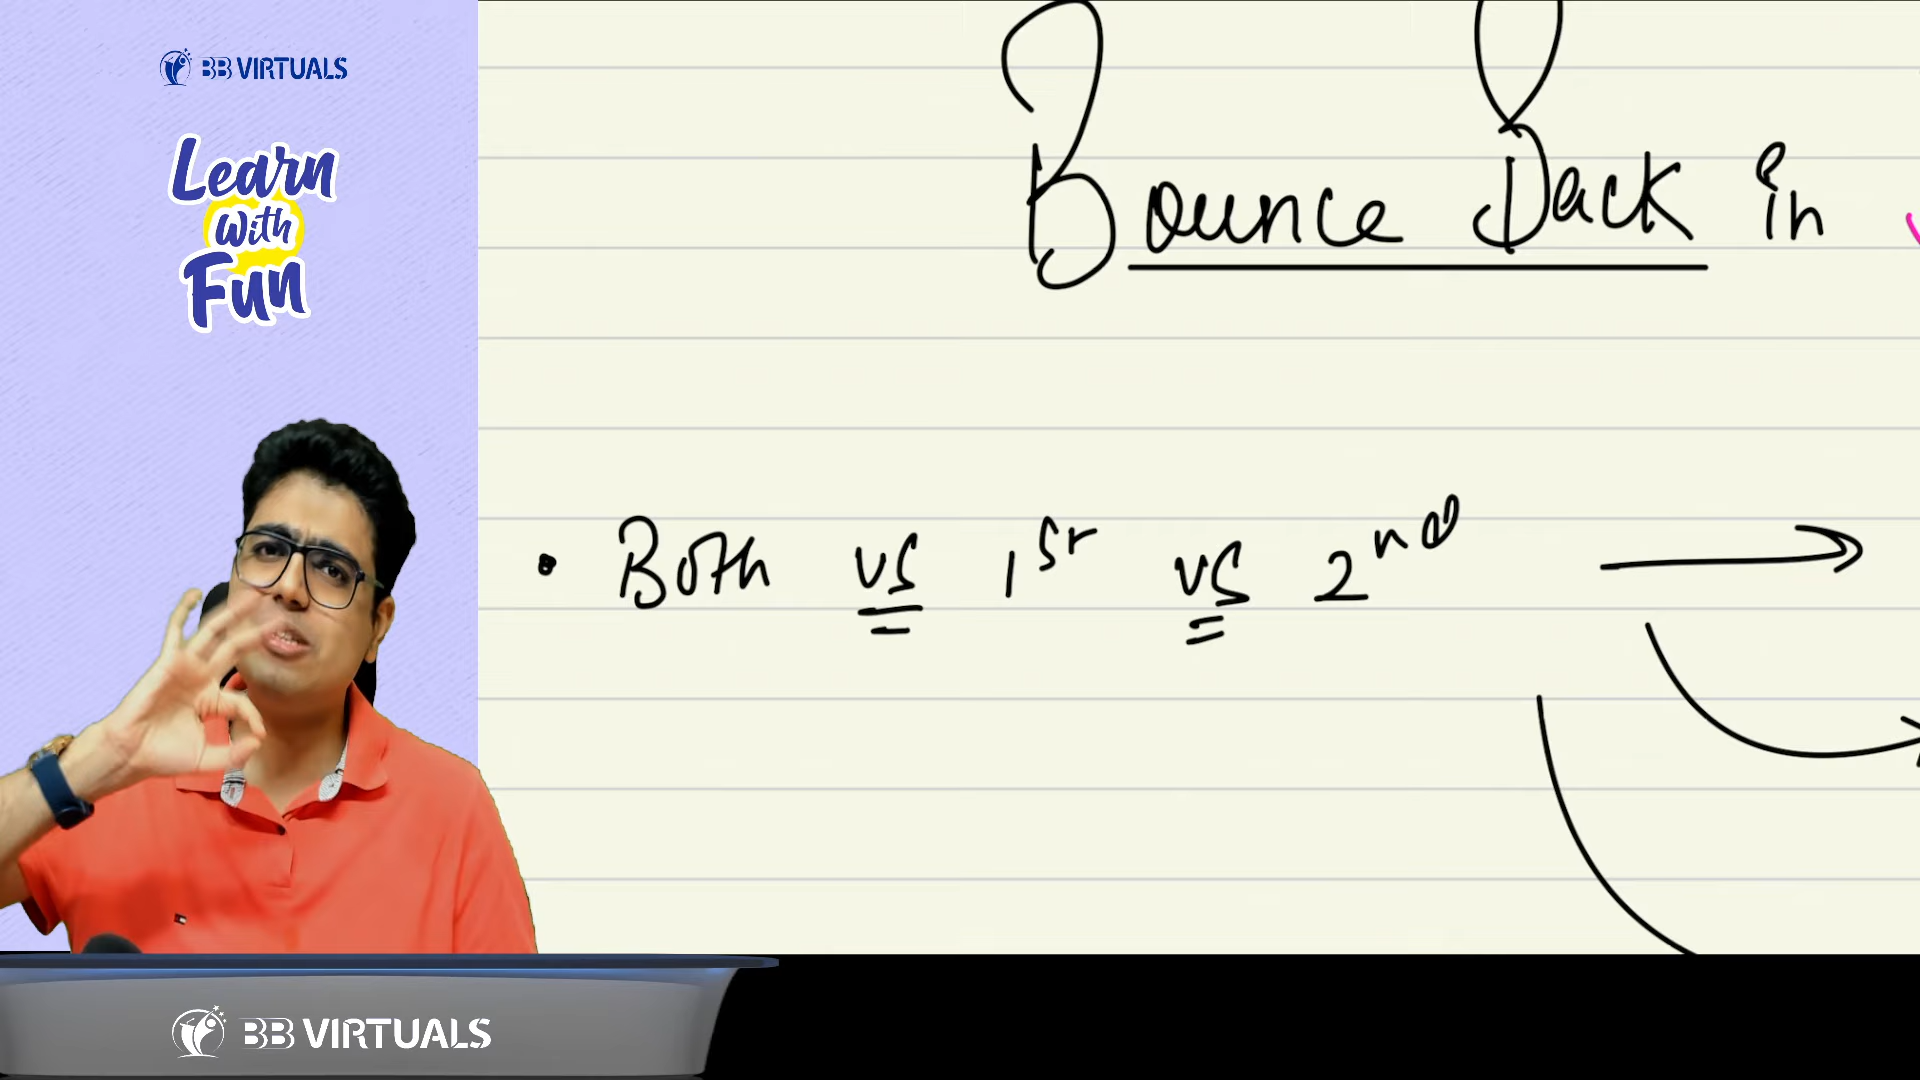 BB VIRTUALS
Learn
With
Fun
Bounce Back in
• Both vs 1st vs 2nd
BB VIRTUALS